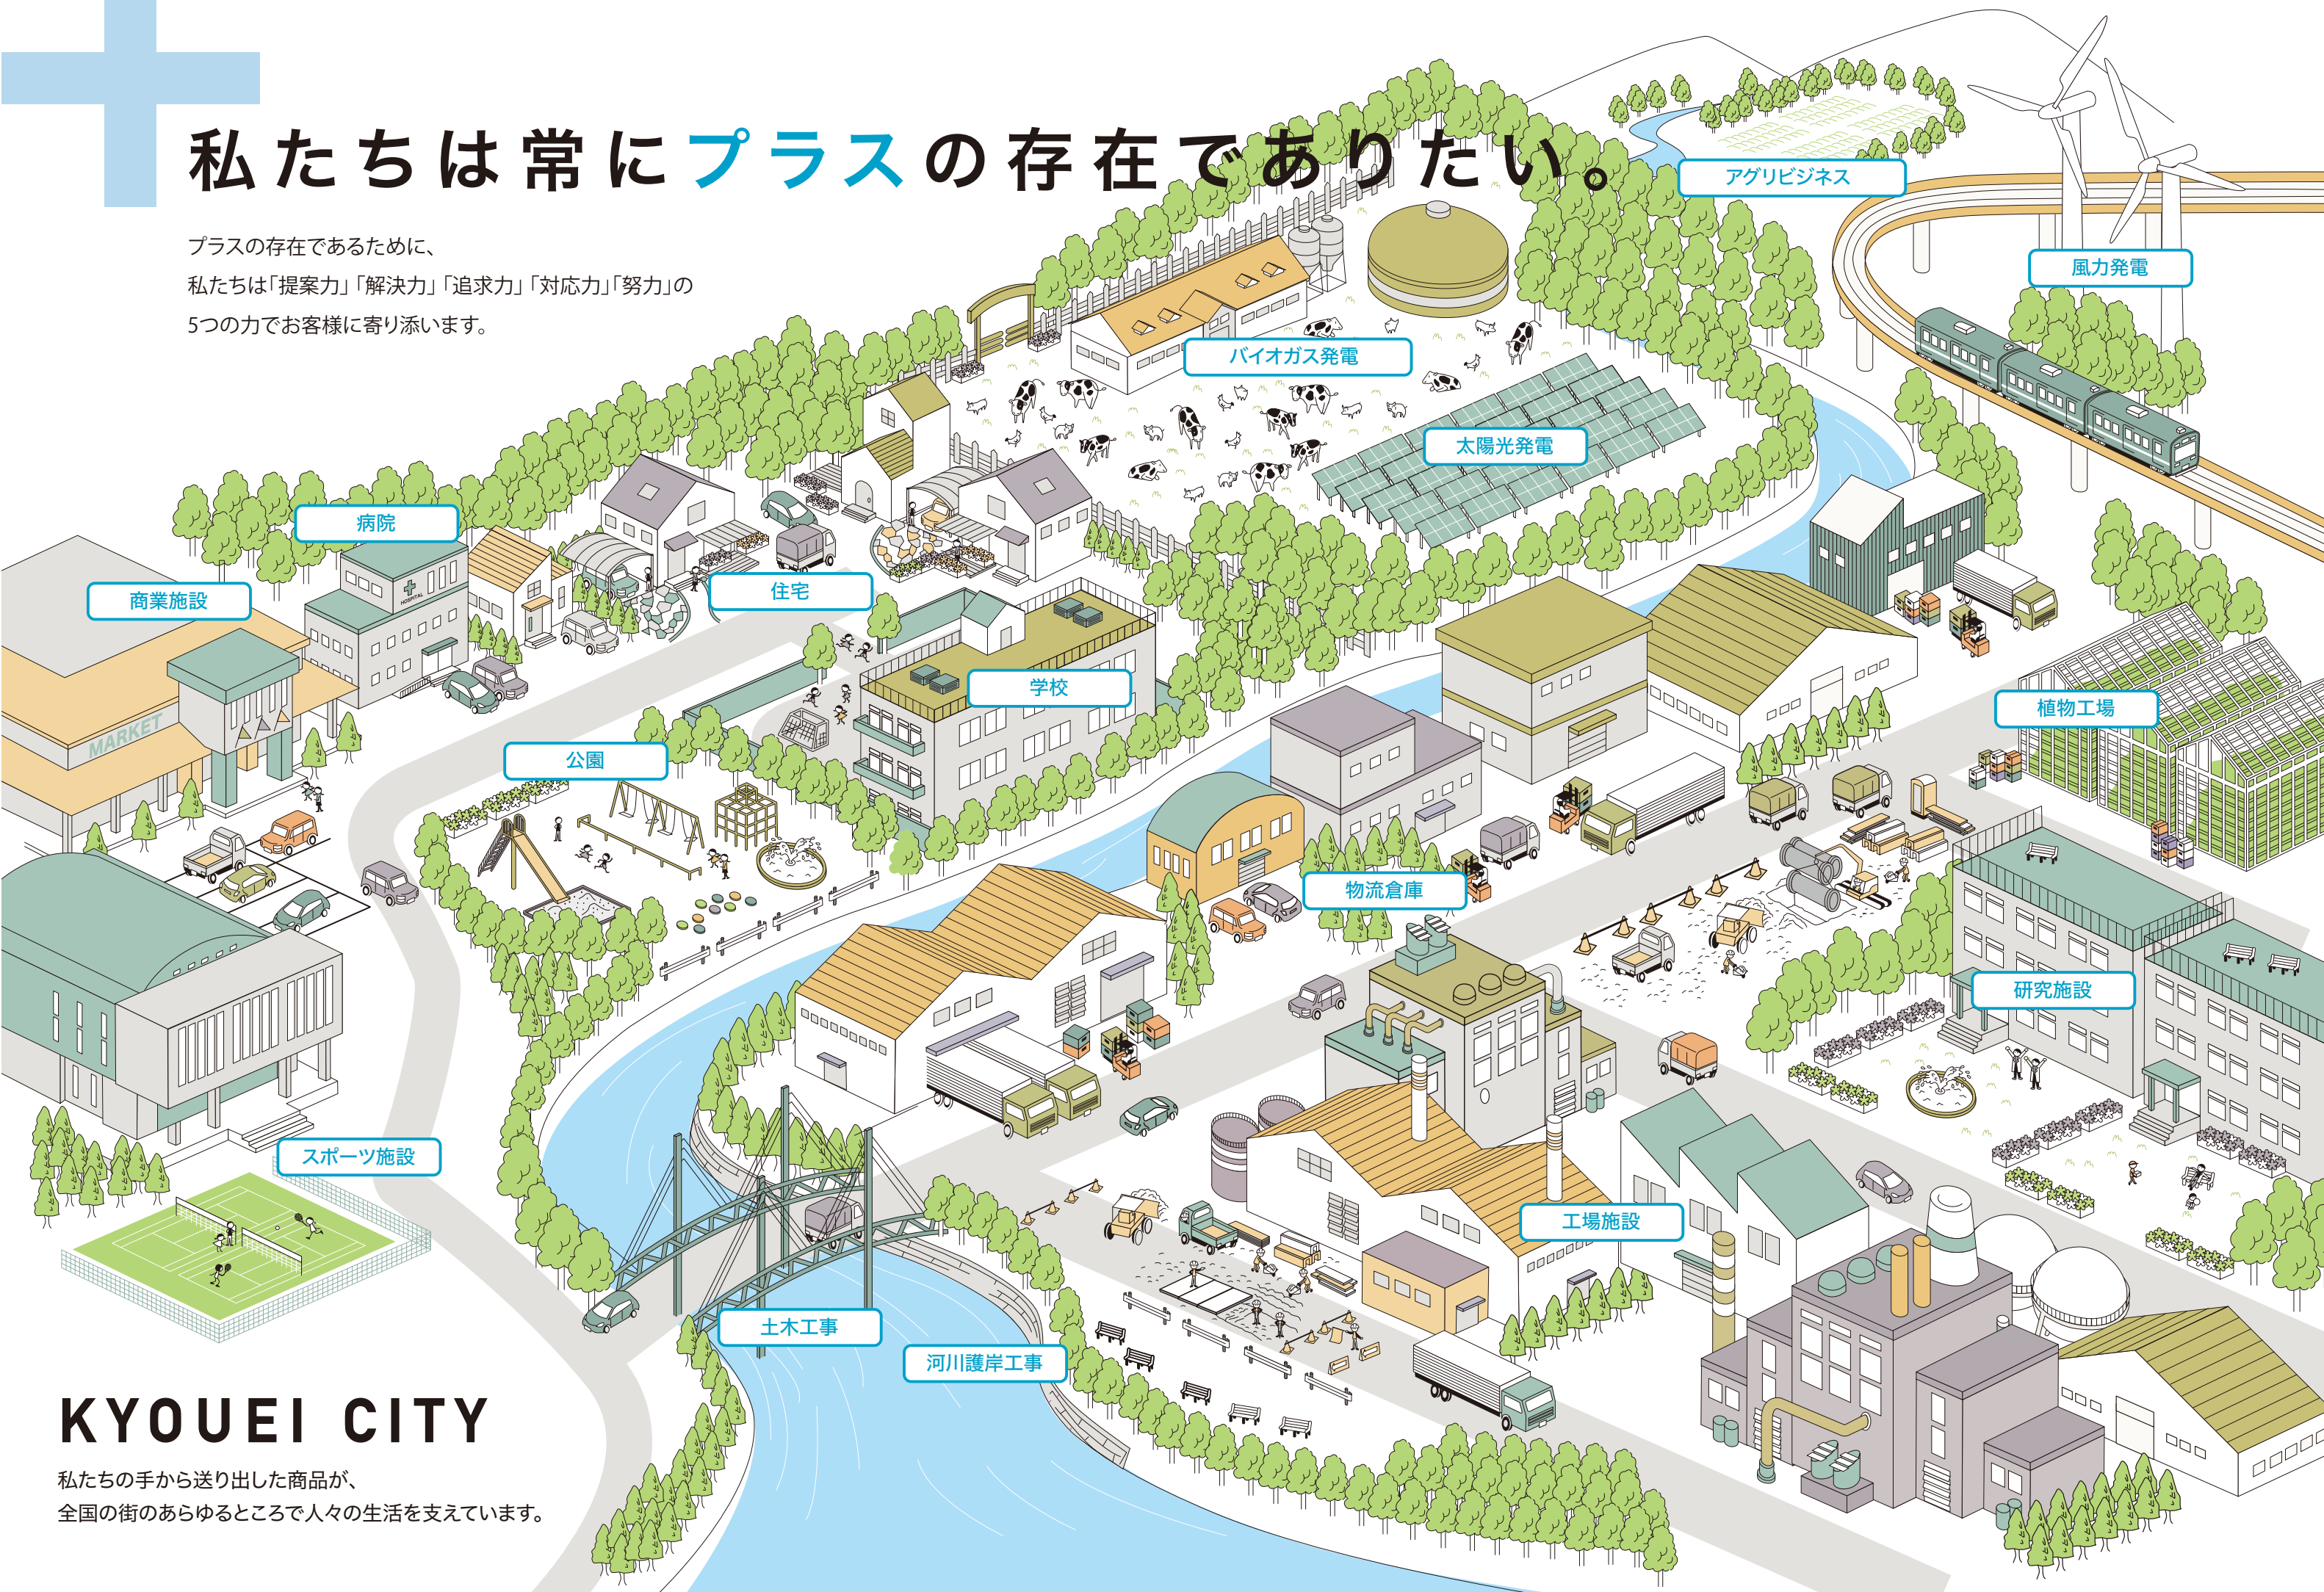 私たちは常にプラスの存在でありたい。
プラスの存在であるために、
私たちは「提案力」「解決力」「追求力」「対応力」「努力」の
5つの力でお客様に寄り添います。
アグリビジネス
風力発電
バイオガス発電
太陽光発電
病院
HOSPITAL
商業施設
住宅
学校
植物工場
MARKET
公園
物流倉庫
研究施設
スポーツ施設
工場施設
土木工事
河川護岸工事
KYOUEI CITY
私たちの手から送り出した商品が、
全国の街のあらゆるところで人々の生活を支えています。